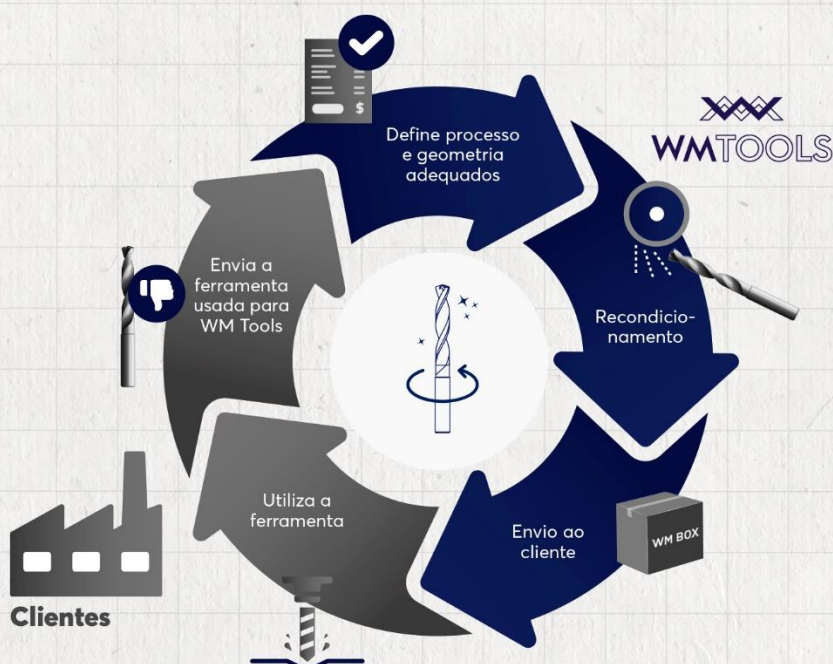 $
Define processo
e geometria
adequados
WMTOOLS
Envia a
ferramenta
usada para
WM Tools
Recondicio-
namento
Utiliza a
ferramenta
Envio ao
cliente
WM BOX
Clientes